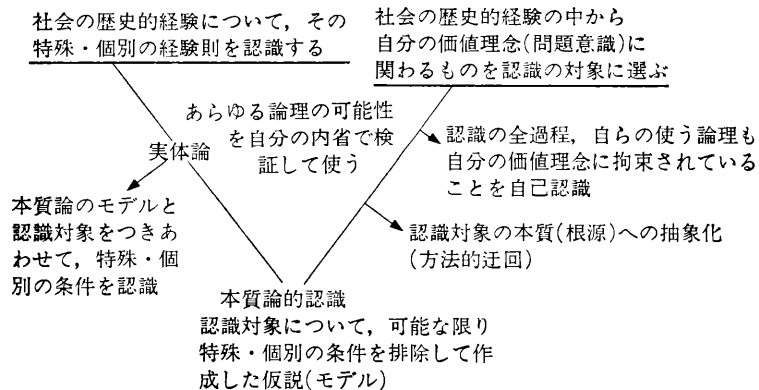 社会の歴史的経験について，その
特殊・個別の経験則を認識する
社会の歴史的経験の中から
自分の価値理念(問題意識)に
関わるものを認識の対象に選ぶ
あらゆる論理の可能性
を自分の内省で検
証して使う
実体論
認識の全過程，自らの使う論理も
自分の価値理念に拘束されている
ことを自己認識
本質論のモデルと
認識対象をつきあ
わせて，特殊・個
別の条件を認識
認識対象の本質(根源)への抽象化
(方法的迂回)
本質論的認識
認識対象について，可能な限り
特殊・個別の条件を排除して作
成した仮説(モデル)